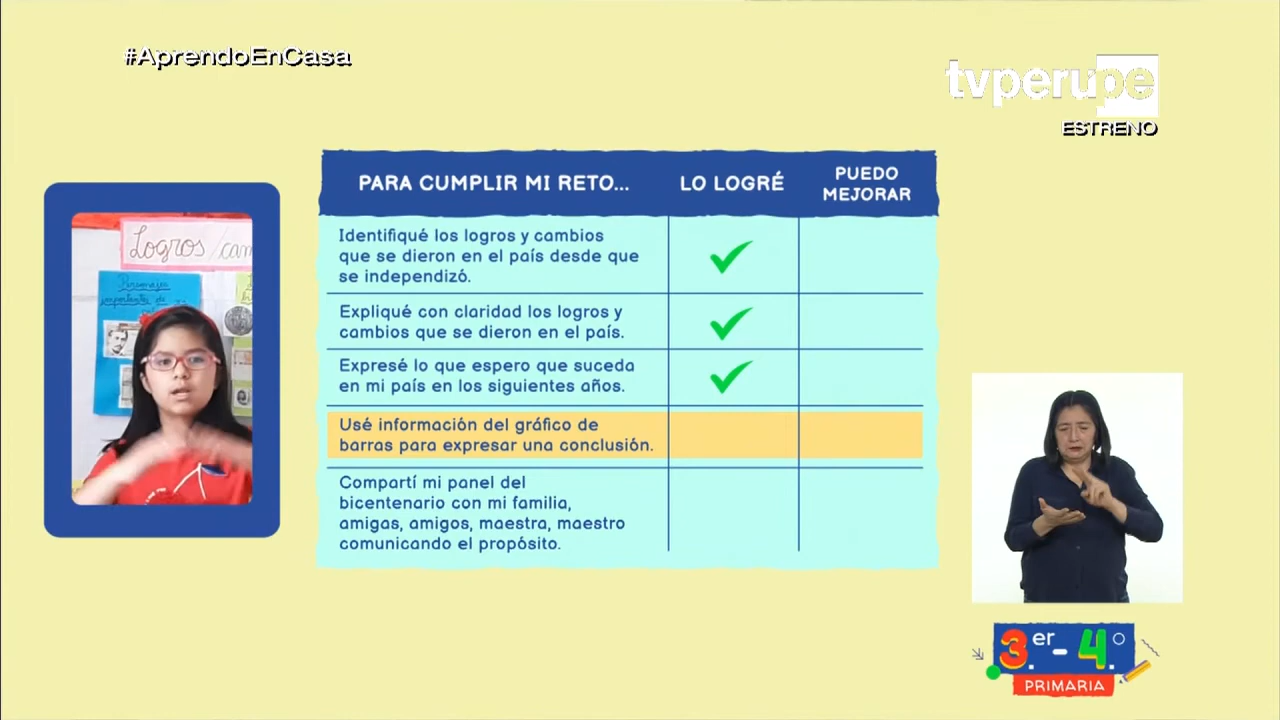 #AprendoEnCasa
tvperupe
ESTRENO
PARA CUMPLIR MI RETO...
LO LOGRÉ
PUEDO
MEJORAR
Identifiqué los logros y cambios
que se dieron en el país desde que
se independizó.
Expliqué con claridad los logros y
cambios que se dieron en el país.
Expresé lo que espero que suceda
en mi país en los siguientes años.
Usé información del gráfico de
barras para expresar una conclusión.
Compartí mi panel del
bicentenario con mi familia,
amigas, amigos, maestra, maestro
comunicando el propósito.
Logros/cam
Personajes
importantes de
3.er - 4.º
PRIMARIA